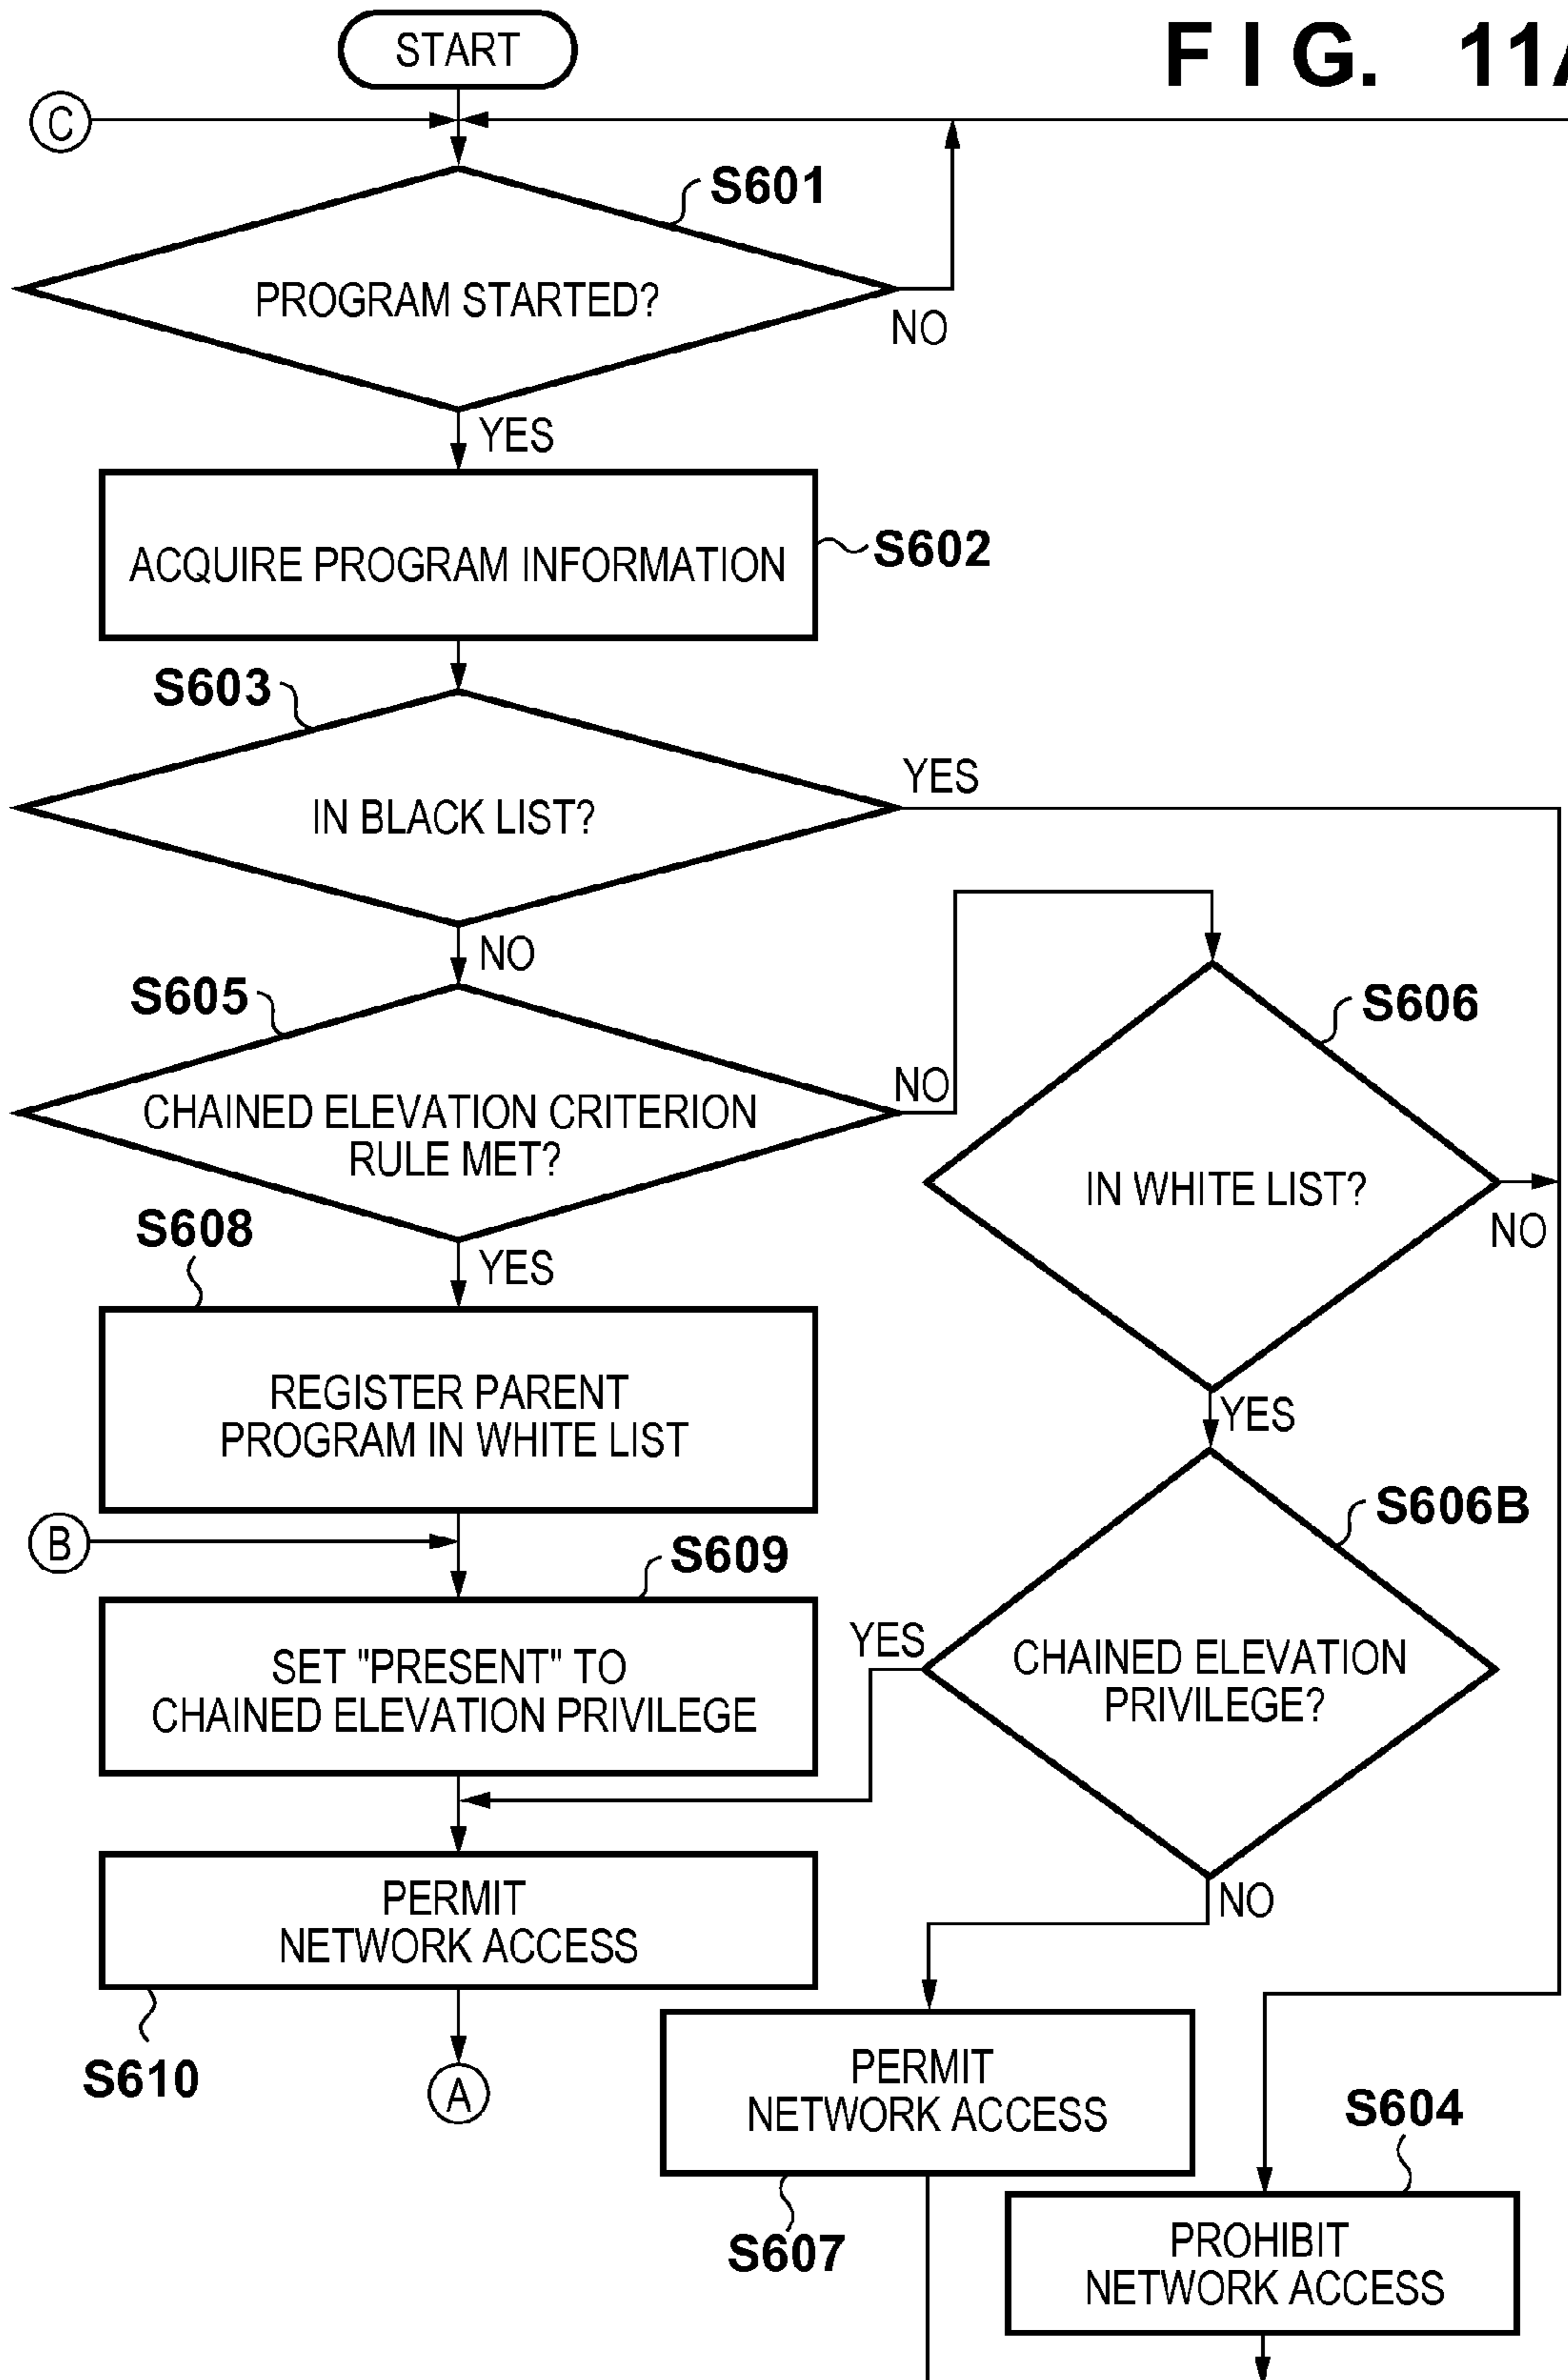 START
FIG. 11A
C
S601
PROGRAM STARTED?
NO
YES
ACQUIRE PROGRAM INFORMATION
S602
S603
YES
IN BLACK LIST?
NO
S605
S606
NO
CHAINED ELEVATION CRITERION
RULE MET?
IN WHITE LIST?
NO
S608
YES
REGISTER PARENT
PROGRAM IN WHITE LIST
YES
S606B
B
S609
YES
SET "PRESENT" TO
CHAINED ELEVATION PRIVILEGE
CHAINED ELEVATION
PRIVILEGE?
PERMIT
NETWORK ACCESS
NO
S610
A
PERMIT
NETWORK ACCESS
S604
S607
PROHIBIT
NETWORK ACCESS